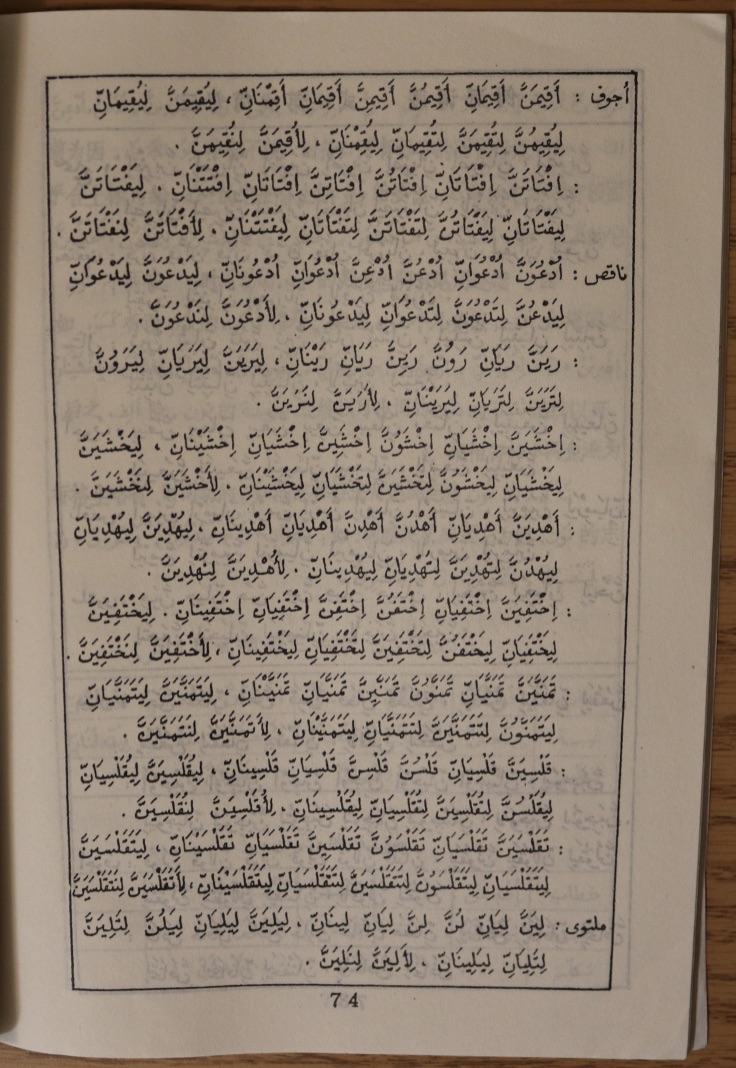 أجوف : أَقِيمَنَّ أَقِيمَانِّ أَقِيمُنَّ أَقِيمِنَّ أَقِيمَانِّ أَقِمْنَانِّ ، لِيُقِيمَنَّ لِيُقِيمَانِّ
لِيُقِيمُنَّ لِتُقِيمَنَّ لِتُقِيمَانِّ لِيُقِمْنَانِّ ، لِأُقِيمَنَّ لِنُقِيمَنَّ .
: اِفْتَاتَنَّ اِفْتَاتَانِّ اِفْتَاتُنَّ اِفْتَاتِنَّ اِفْتَاتَانِّ اِفْتَتْنَانِّ . لِيَفْتَاتَنَّ
لِيَفْتَاتَانِّ لِيَفْتَاتُنَّ لِتَفْتَاتَنَّ لِتَفْتَاتَانِّ لِيَفْتَتْنَانِّ . لِأَفْتَاتَنَّ لِنَفْتَاتَنَّ .
ناقص : اُدْعُوَنَّ اُدْعُوَانِّ اُدْعُنَّ اُدْعِنَّ اُدْعُوَانِّ اُدْعُونَانِّ ، لِيَدْعُوَنَّ لِيَدْعُوَانِّ
لِيَدْعُنَّ لِتَدْعُوَنَّ لِتَدْعُوَانِّ لِيَدْعُونَانِّ ، لِأَدْعُوَنَّ لِنَدْعُوَنَّ .
: رَيَنَّ رَيَانِّ رَوُنَّ رَيِنَّ رَيَانِّ رَيْنَانِّ ، لِيَرَيَنَّ لِيَرَيَانِّ لِيَرَوُنَّ
لِتَرَيَنَّ لِتَرَيَانِّ لِيَرَيْنَانِّ ، لِأَرَيَنَّ لِنَرَيَنَّ .
: اِخْشَيَنَّ اِخْشَيَانِّ اِخْشَوُنَّ اِخْشَيِنَّ اِخْشَيَانِّ اِخْشَيْنَانِّ ، لِيَخْشَيَنَّ
لِيَخْشَيَانِّ لِيَخْشَوُنَّ لِتَخْشَيَنَّ لِتَخْشَيَانِّ لِيَخْشَيْنَانِّ . لِأَخْشَيَنَّ لِنَخْشَيَنَّ .
: أَهْدِيَنَّ أَهْدِيَانِّ أَهْدُنَّ أَهْدِنَّ أَهْدِيَانِّ أَهْدِينَانِّ . لِيُهْدِيَنَّ لِيُهْدِيَانِّ
لِيُهْدُنَّ لِتُهْدِيَنَّ لِتُهْدِيَانِّ لِيُهْدِينَانِّ . لِأُهْدِيَنَّ لِنُهْدِيَنَّ .
: اِخْتَفِيَنَّ اِخْتَفِيَانِّ اِخْتَفُنَّ اِخْتَفِنَّ اِخْتَفِيَانِّ اِخْتَفِينَانِّ . لِيَخْتَفِيَنَّ
لِيَخْتَفِيَانِّ لِيَخْتَفُنَّ لِتَخْتَفِيَنَّ لِتَخْتَفِيَانِّ لِيَخْتَفِينَانِّ ، لِأَخْتَفِيَنَّ لِنَخْتَفِيَنَّ .
: تَمَنَّيَنَّ تَمَنَّيَانِّ تَمَنَّوُنَّ تَمَنَّيِنَّ تَمَنَّيَانِّ تَمَنَّيْنَانِّ ، لِيَتَمَنَّيَنَّ لِيَتَمَنَّيَانِّ
لِيَتَمَنَّوُنَّ لِتَتَمَنَّيَنَّ لِتَتَمَنَّيَانِّ لِيَتَمَنَّيْنَانِّ ، لِأَتَمَنَّيَنَّ لِنَتَمَنَّيَنَّ .
: قَلْسِيَنَّ قَلْسِيَانِّ قَلْسُنَّ قَلْسِنَّ قَلْسِيَانِّ قَلْسِينَانِّ ، لِيُقَلْسِيَنَّ لِيُقَلْسِيَانِّ
لِيُقَلْسُنَّ لِتُقَلْسِيَنَّ لِتُقَلْسِيَانِّ لِيُقَلْسِينَانِّ ، لِأُقَلْسِيَنَّ لِنُقَلْسِيَنَّ .
: تَقَلْسَيَنَّ تَقَلْسَيَانِّ تَقَلْسَوُنَّ تَقَلْسَيِنَّ تَقَلْسَيَانِّ تَقَلْسَيْنَانِّ ، لِيَتَقَلْسَيَنَّ
لِيَتَقَلْسَيَانِّ لِيَتَقَلْسَوُنَّ لِتَتَقَلْسَيَنَّ لِتَتَقَلْسَيَانِّ لِيَتَقَلْسَيْنَانِّ ، لِأَتَقَلْسَيَنَّ لِنَتَقَلْسَيَنَّ
ملتوى : لِيَنَّ لِيَانِّ لُنَّ لِنَّ لِيَانِّ لِينَانِّ ، لِيَلِيَنَّ لِيَلِيَانِّ لِيَلُنَّ لِتَلِيَنَّ
لِتَلِيَانِّ لِيَلِينَانِّ . لِأَلِيَنَّ لِنَلِيَنَّ .
74